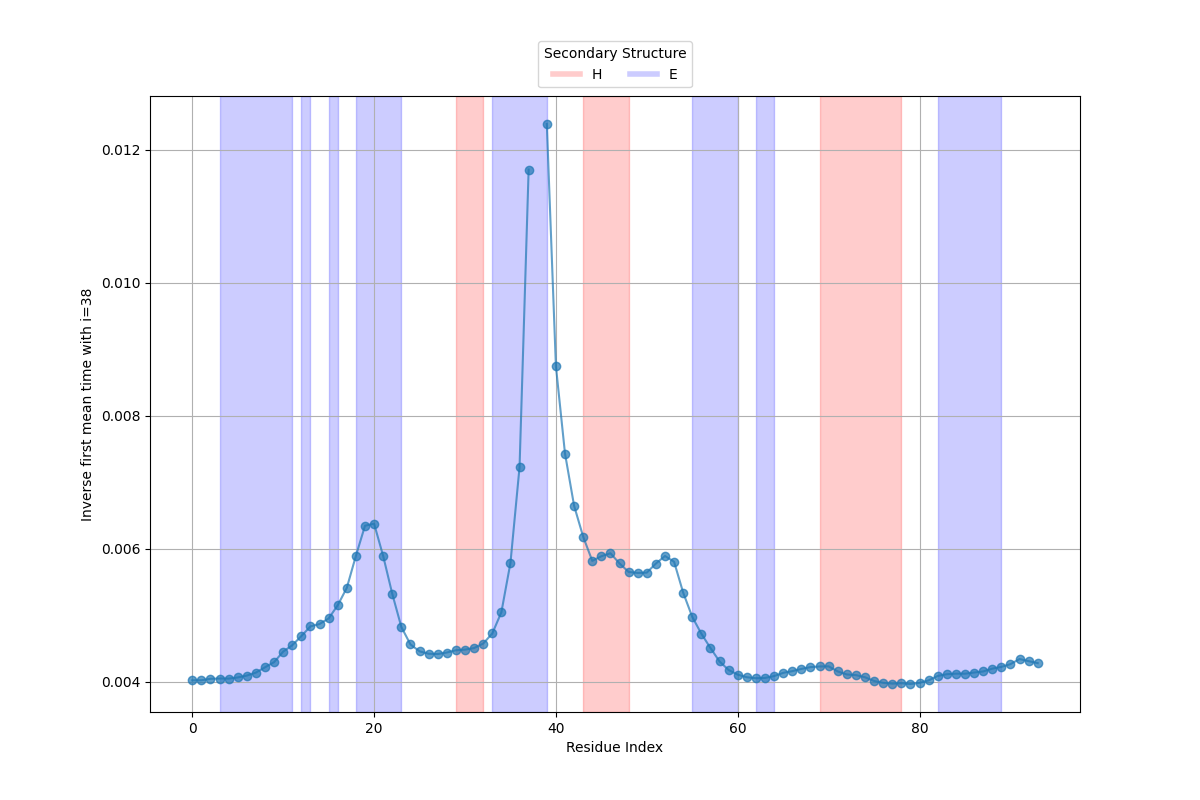 Secondary Structure
H E
0.012
0.010
0.008
0.006
0.004
Inverse first mean time with i=38
0 20 40 60 80
Residue Index